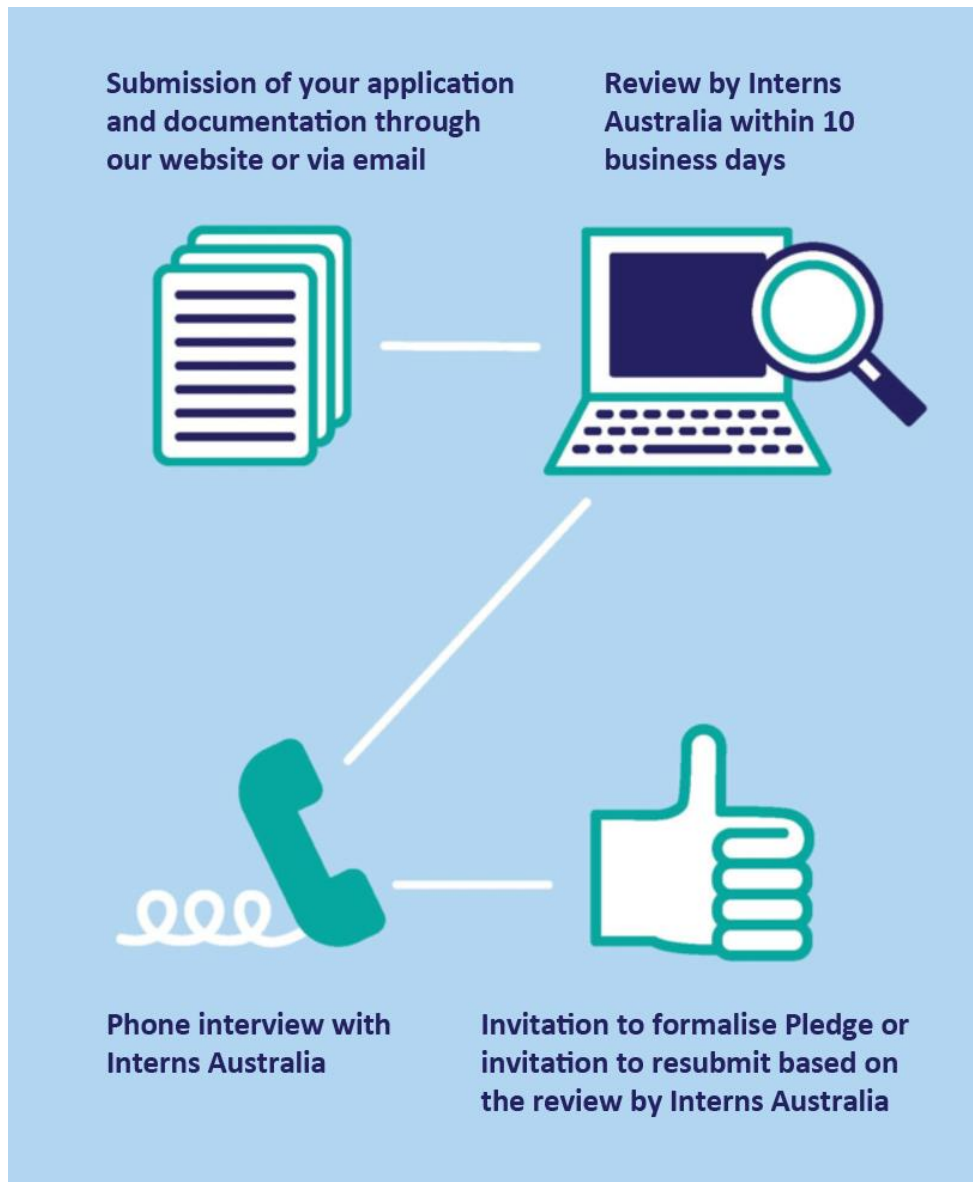 Submission of your application
and documentation through
our website or via email
Review by Interns
Australia within 10
business days
Phone interview with
Interns Australia
Invitation to formalise Pledge or
invitation to resubmit based on
the review by Interns Australia